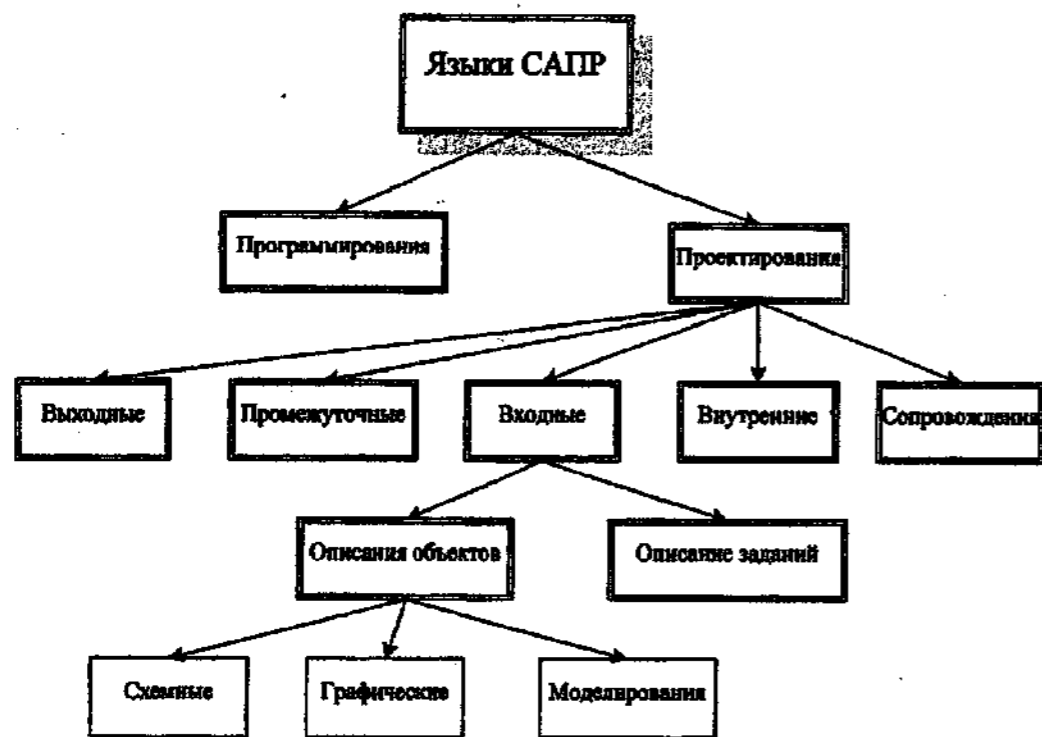 Языки САПР
Программирования
Проектирования
Выходные
Промежуточные
Входные
Внутренние
Сопровождения
Описания объектов
Описание заданий
Схемные
Графические
Моделирования